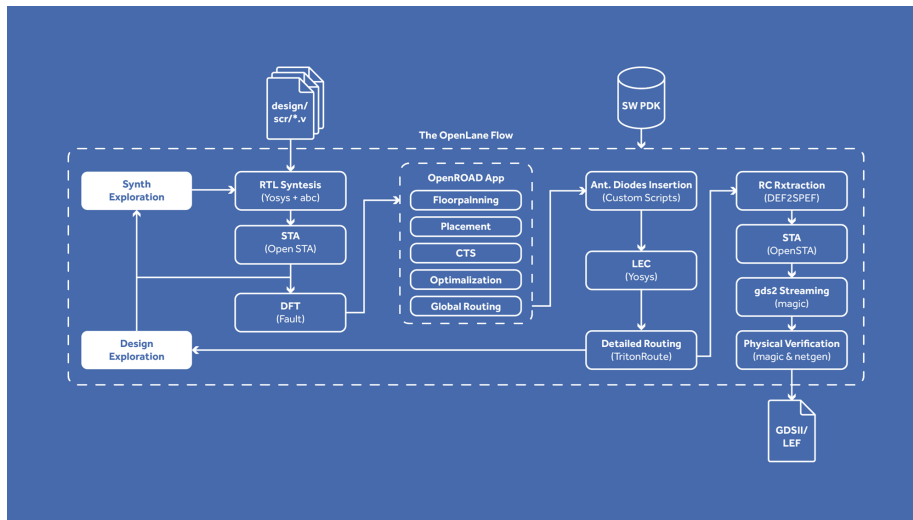 design/
scr/*.v
SW PDK
The OpenLane Flow
Synth
Exploration
RTL Syntesis
(Yosys + abc)
STA
(Open STA)
DFT
(Fault)
Design
Exploration
OpenROAD App
Floorpalnning
Placement
CTS
Optimalization
Global Routing
Ant. Diodes Insertion
(Custom Scripts)
LEC
(Yosys)
Detailed Routing
(TritonRoute)
RC Rxtraction
(DEF2SPEF)
STA
(OpenSTA)
gds2 Streaming
(magic)
Physical Verification
(magic & netgen)
GDSII/
LEF